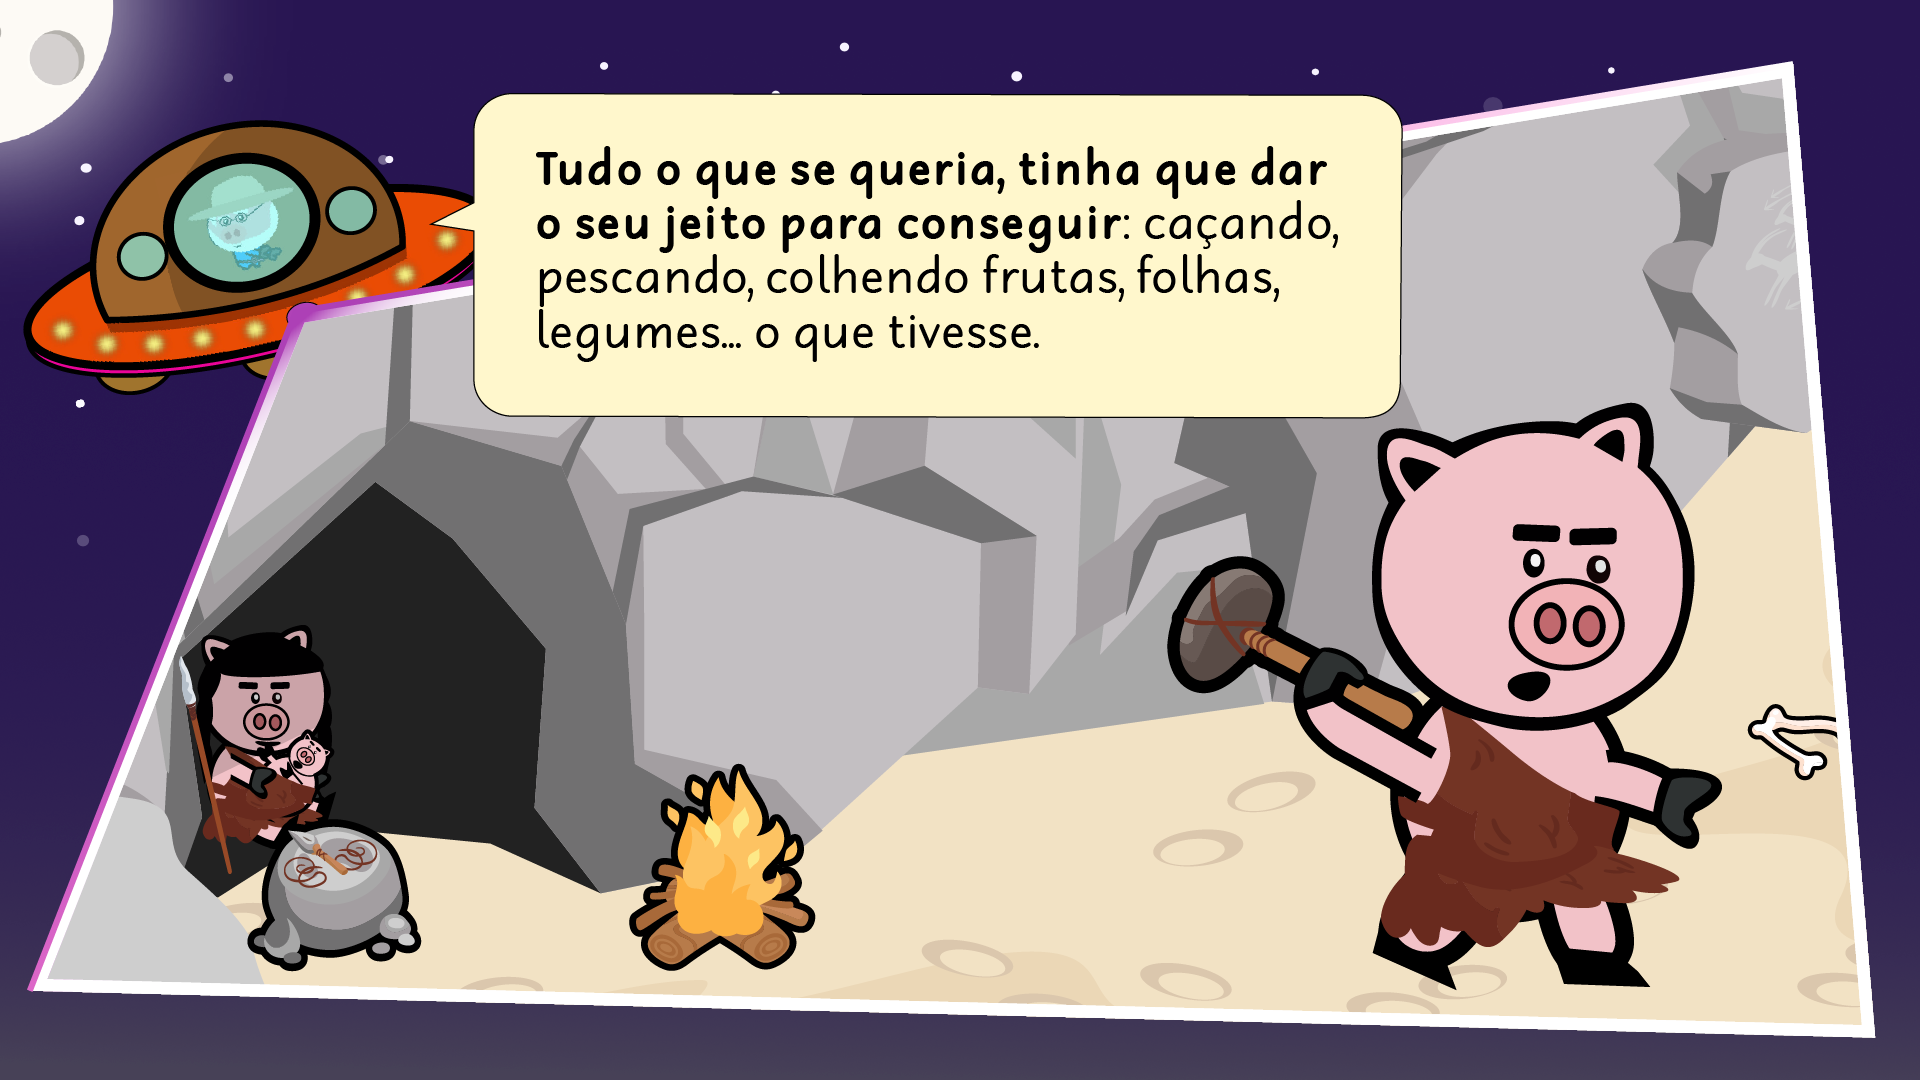 Tudo o que se queria, tinha que dar
o seu jeito para conseguir: caçando,
pescando, colhendo frutas, folhas,
legumes... o que tivesse.